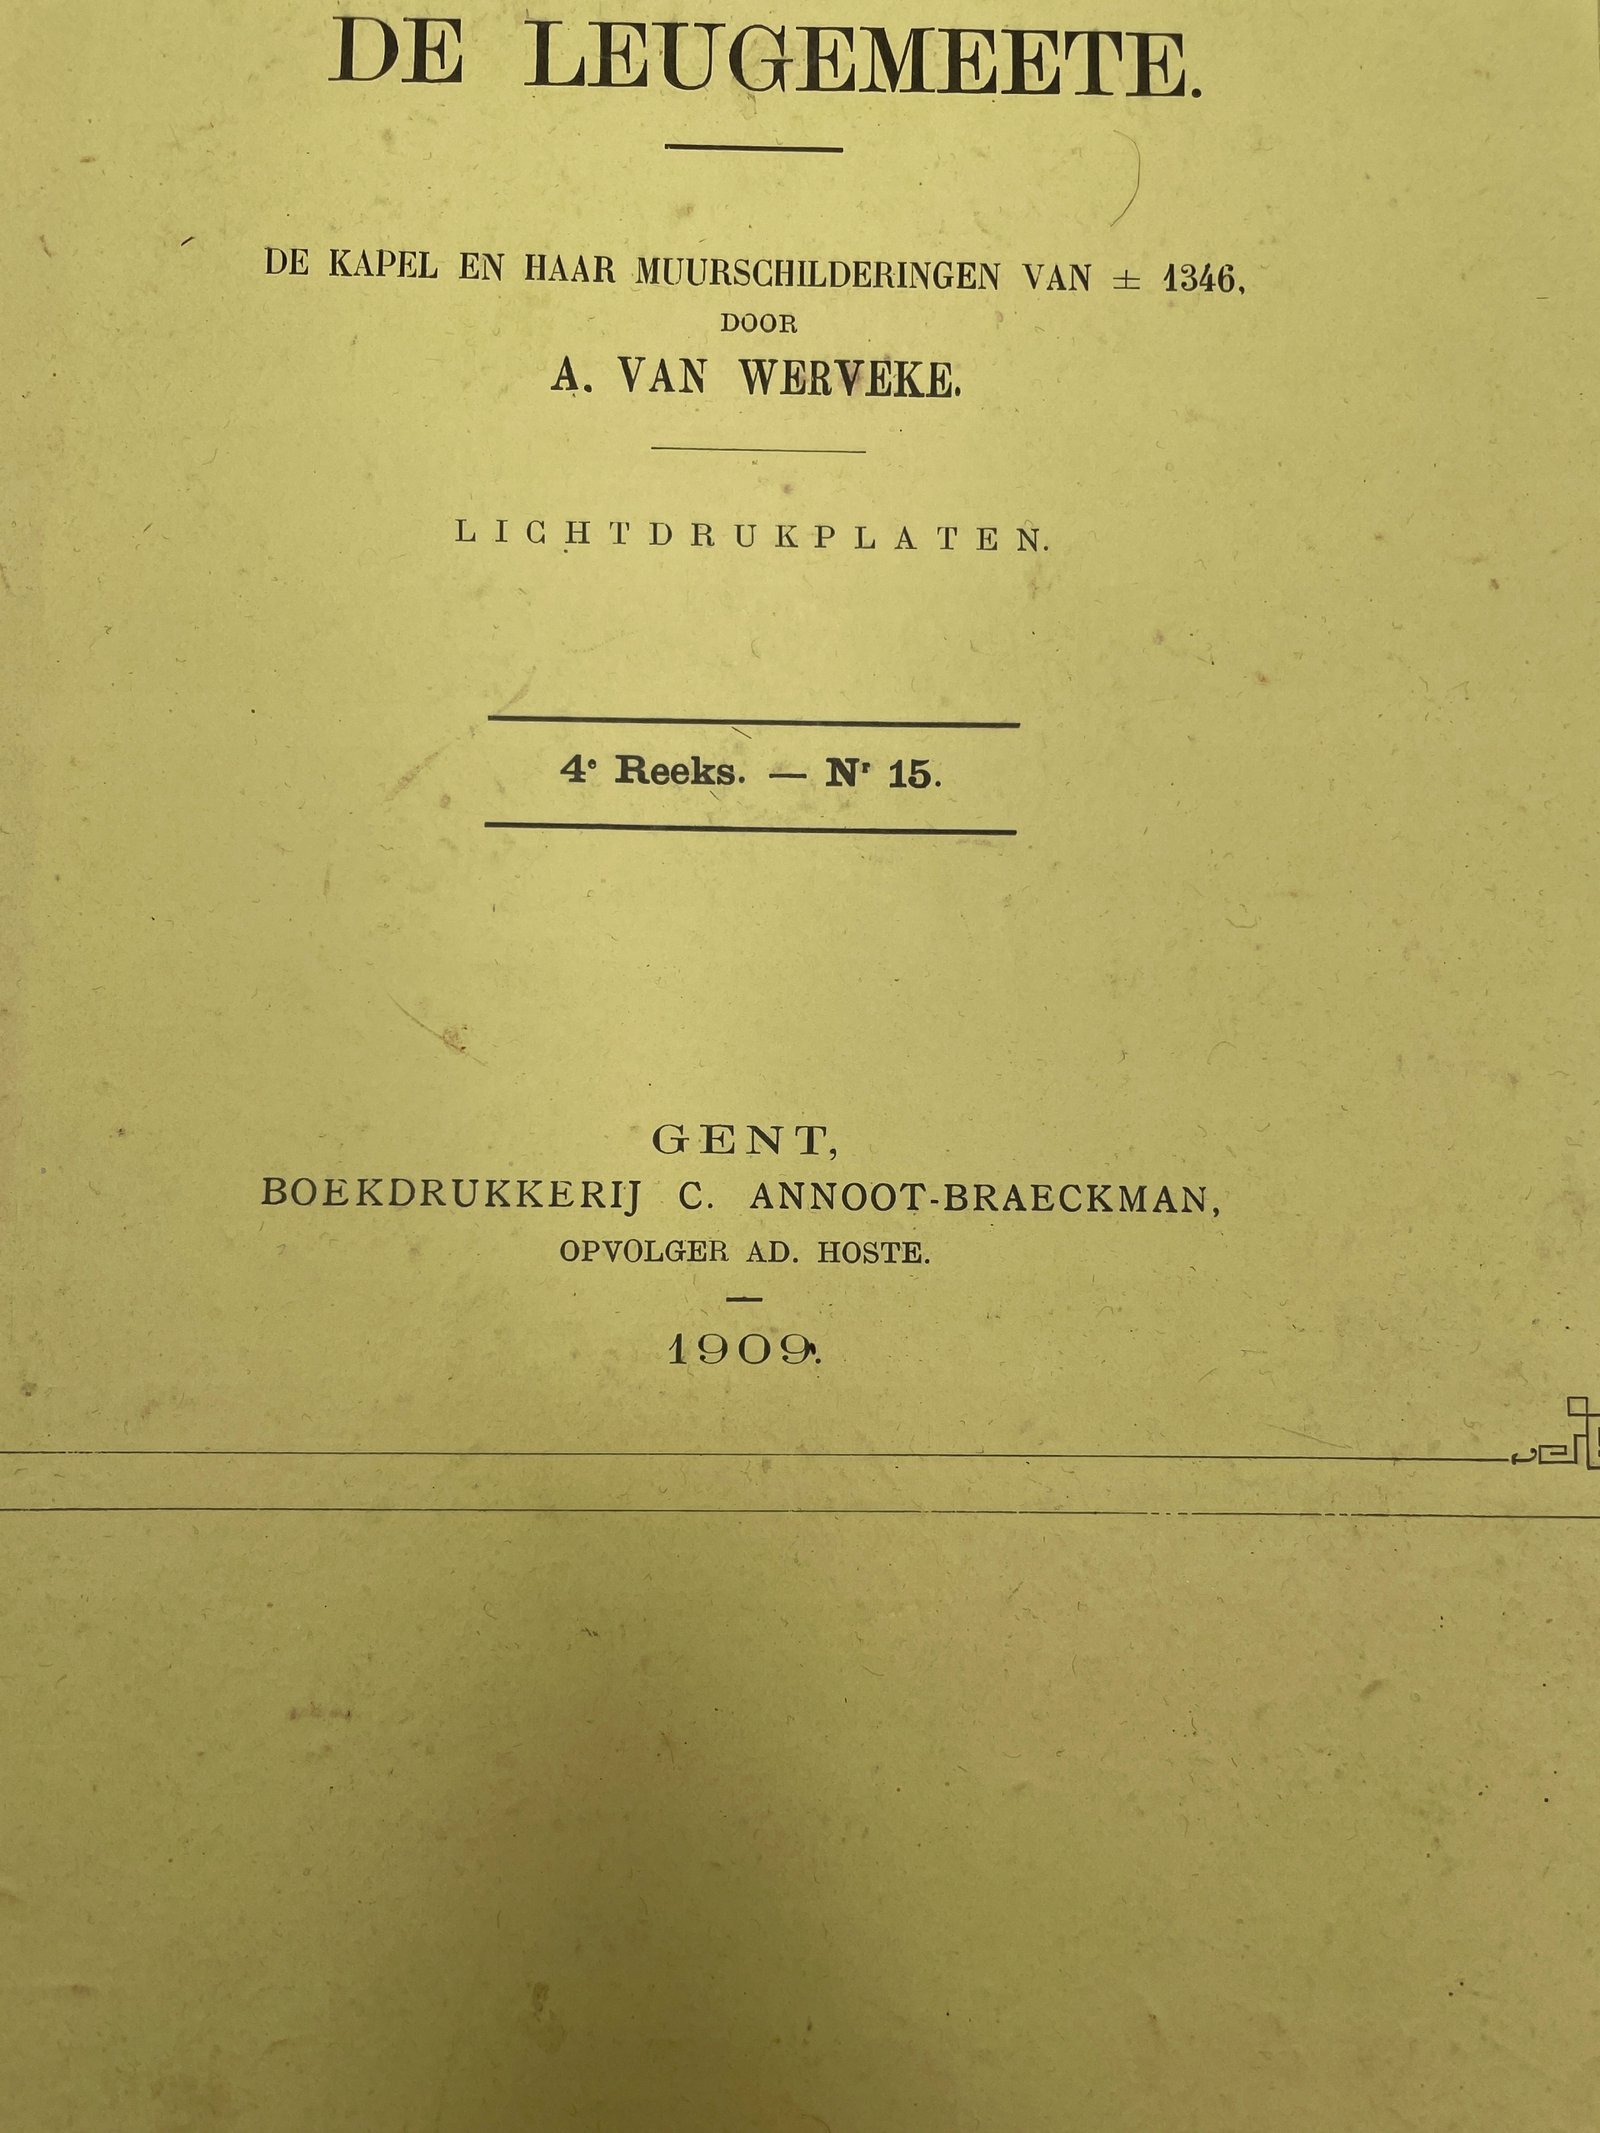 DE LEUGEMEETE.
DE KAPEL EN HAAR MUURSCHILDERINGEN VAN ± 1346,
DOOR
A. VAN WERVEKE.
LICHTDRUKPLATEN.
4e Reeks. — Nr 15.
GENT,
BOEKDRUKKERIJ C. ANNOOT-BRAECKMAN,
OPVOLGER AD. HOSTE.
1909.